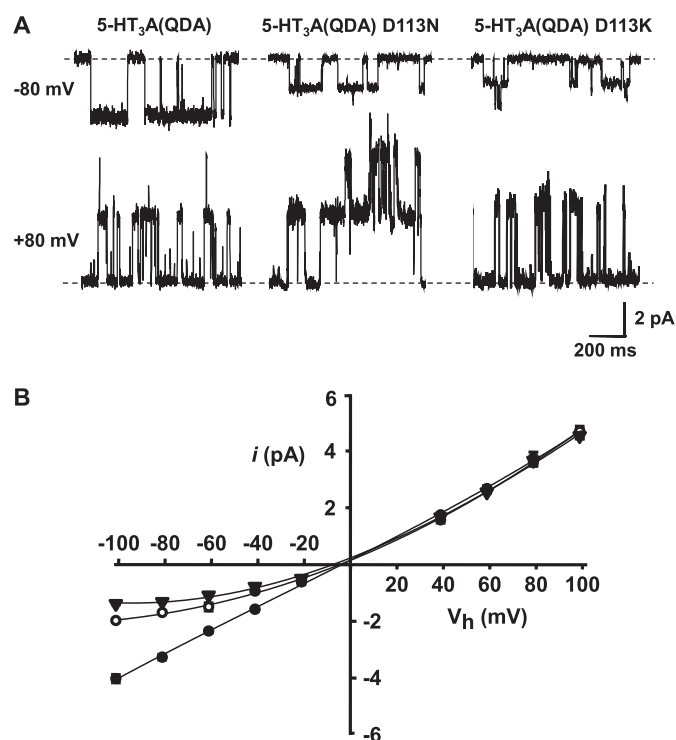 A
5-HT3A(QDA) 5-HT3A(QDA) D113N 5-HT3A(QDA) D113K
-80 mV
+80 mV
2 pA
200 ms
B
6
i (pA)
4
2
-100 -80 -60 -40 -20
20 40 60 80 100
Vh (mV)
-2
-4
-6